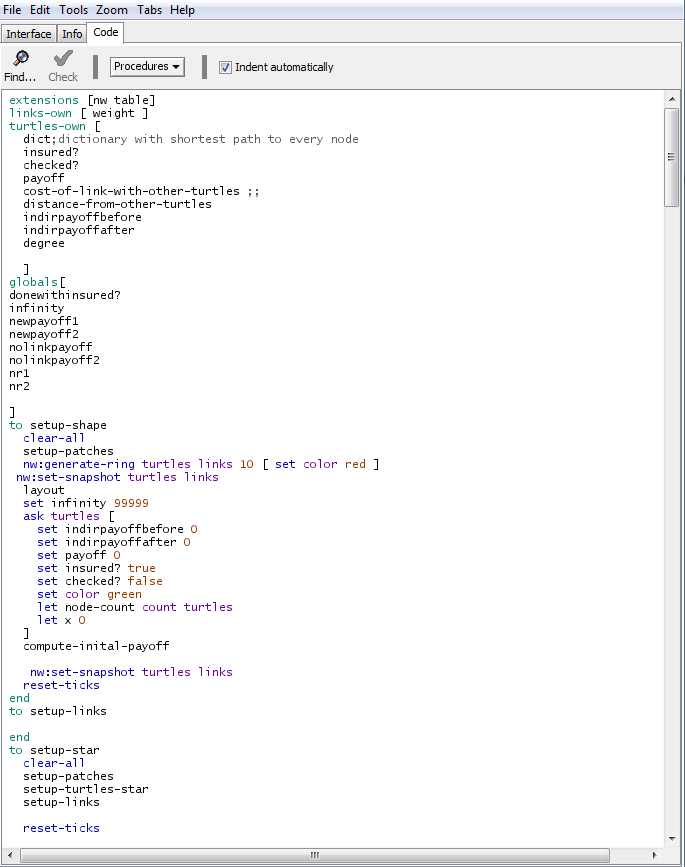 File Edit Tools Zoom Tabs Help
Interface Info Code
Find... Check Procedures Indent automatically
extensions [nw table]
links-own [ weight ]
turtles-own [
dict;dictionary with shortest path to every node
insured?
checked?
payoff
cost-of-link-with-other-turtles ;;
distance-from-other-turtles
indirpayoffbefore
indirpayoffafter
degree
]
globals[
donewithinsured?
infinity
newpayoff1
newpayoff2
nolinkpayoff
nolinkpayoff2
nr1
nr2
]
to setup-shape
clear-all
setup-patches
nw:generate-ring turtles links 10 [ set color red ]
nw:set-snapshot turtles links
layout
set infinity 99999
ask turtles [
set indirpayoffbefore 0
set indirpayoffafter 0
set payoff 0
set insured? true
set checked? false
set color green
let node-count count turtles
let x 0
]
compute-inital-payoff
nw:set-snapshot turtles links
reset-ticks
end
to setup-links
end
to setup-star
clear-all
setup-patches
setup-turtles-star
setup-links
reset-ticks